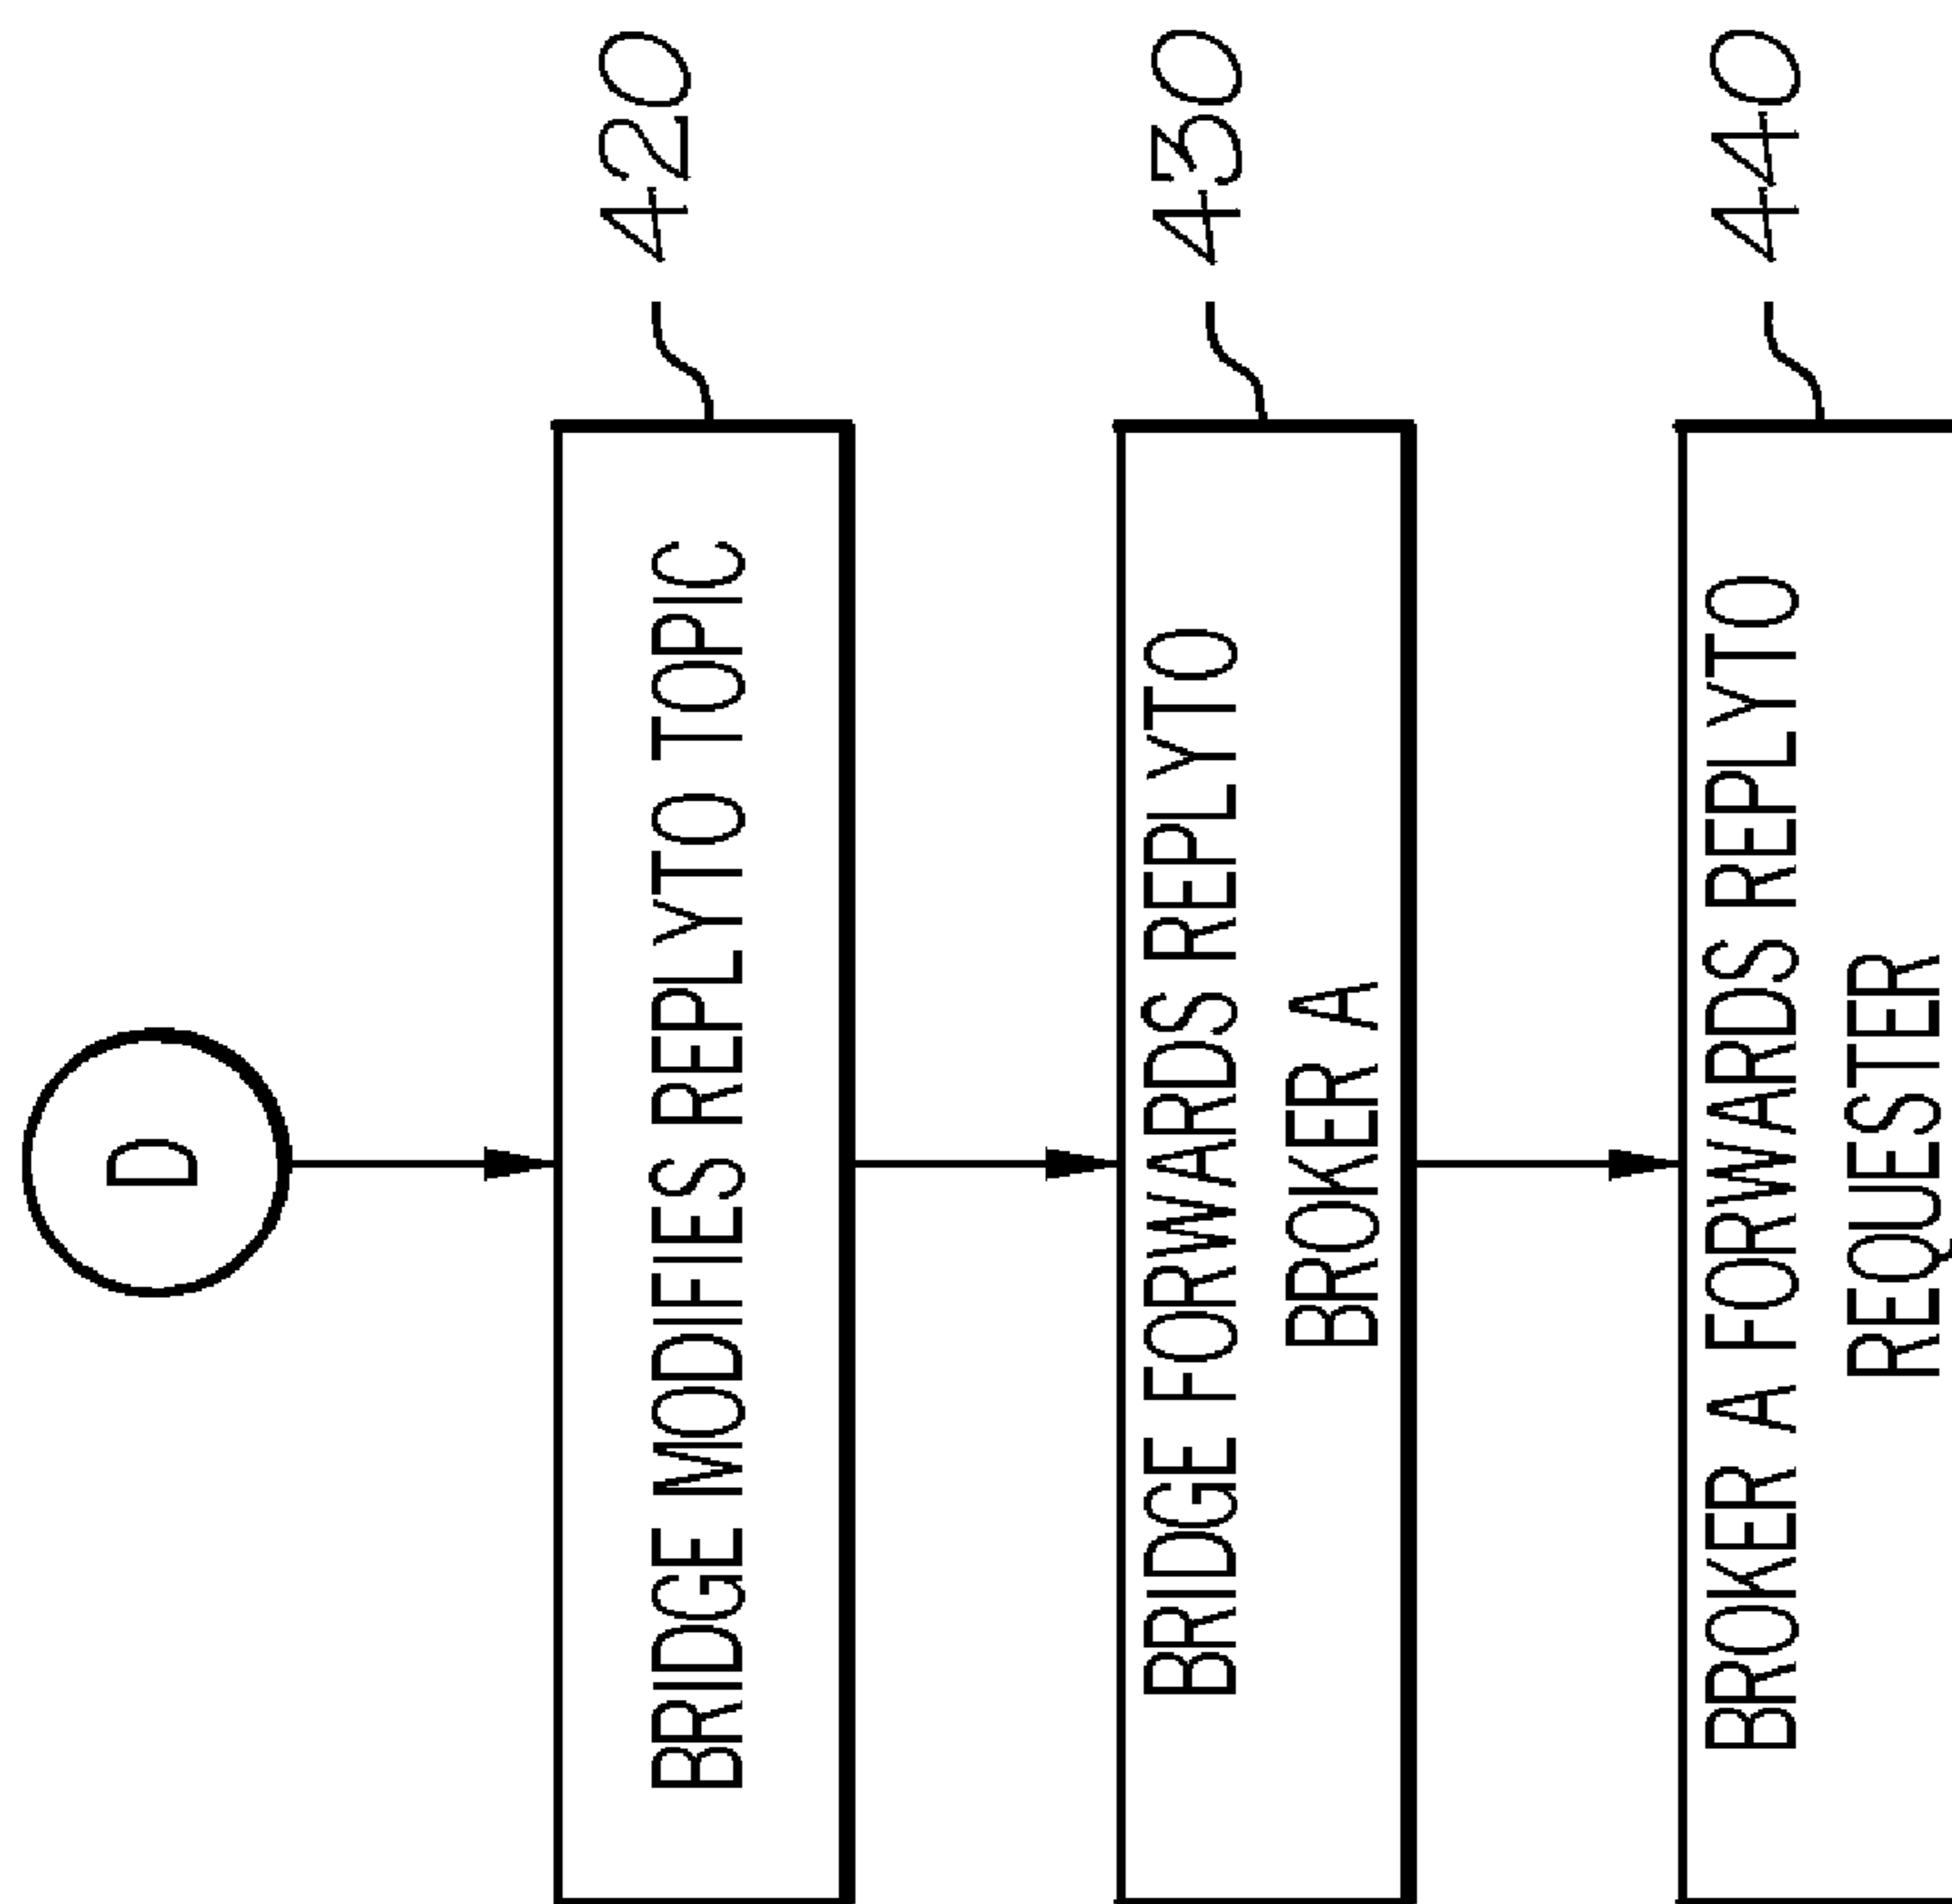 D
BRIDGE MODIFIES REPLYTO TOPIC
420
BRIDGE FORWARDS REPLYTO
BROKER A
430
BROKER A FORWARDS REPLYTO
REQUESTER
440